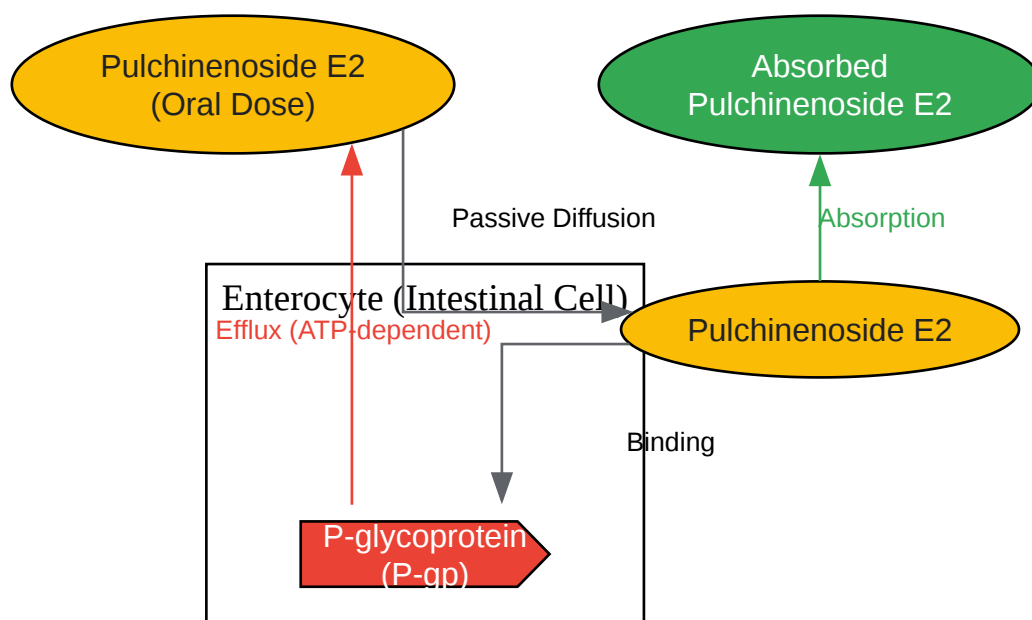 Pulchinenoside E2
(Oral Dose)
Absorbed
Pulchinenoside E2
Passive Diffusion
Absorption
Enterocyte (Intestinal Cell)
Efflux (ATP-dependent)
Pulchinenoside E2
Binding
P-glycoprotein
(P-gp)